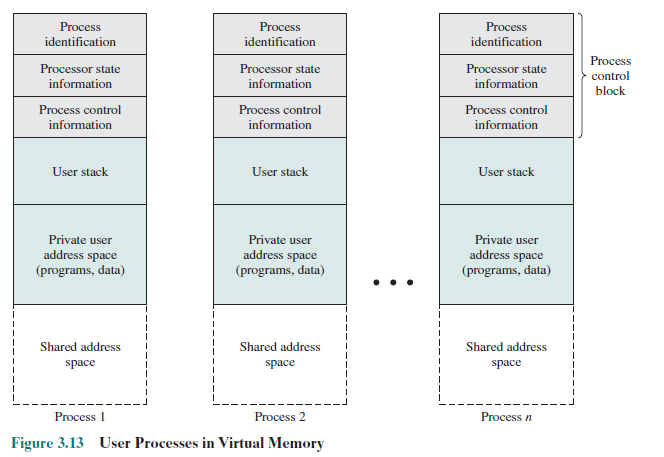 Process
identification
Processor state
information
Process control
information
User stack
Private user
address space
(programs, data)
Shared address
space
Process 1
Process
identification
Processor state
information
Process control
information
User stack
Private user
address space
(programs, data)
Shared address
space
Process 2
Process
identification
Processor state
information
Process control
information
User stack
Private user
address space
(programs, data)
Shared address
space
Process n
Process
control
block
Figure 3.13 User Processes in Virtual Memory